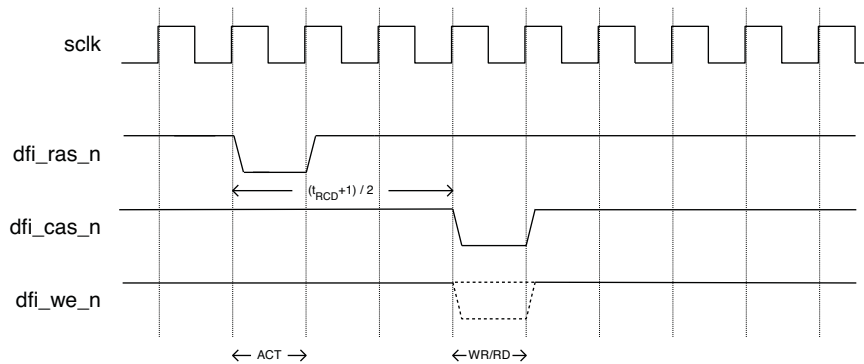 sclk
dfi_ras_n
(tRCD+1) / 2
dfi_cas_n
dfi_we_n
ACT
WR/RD